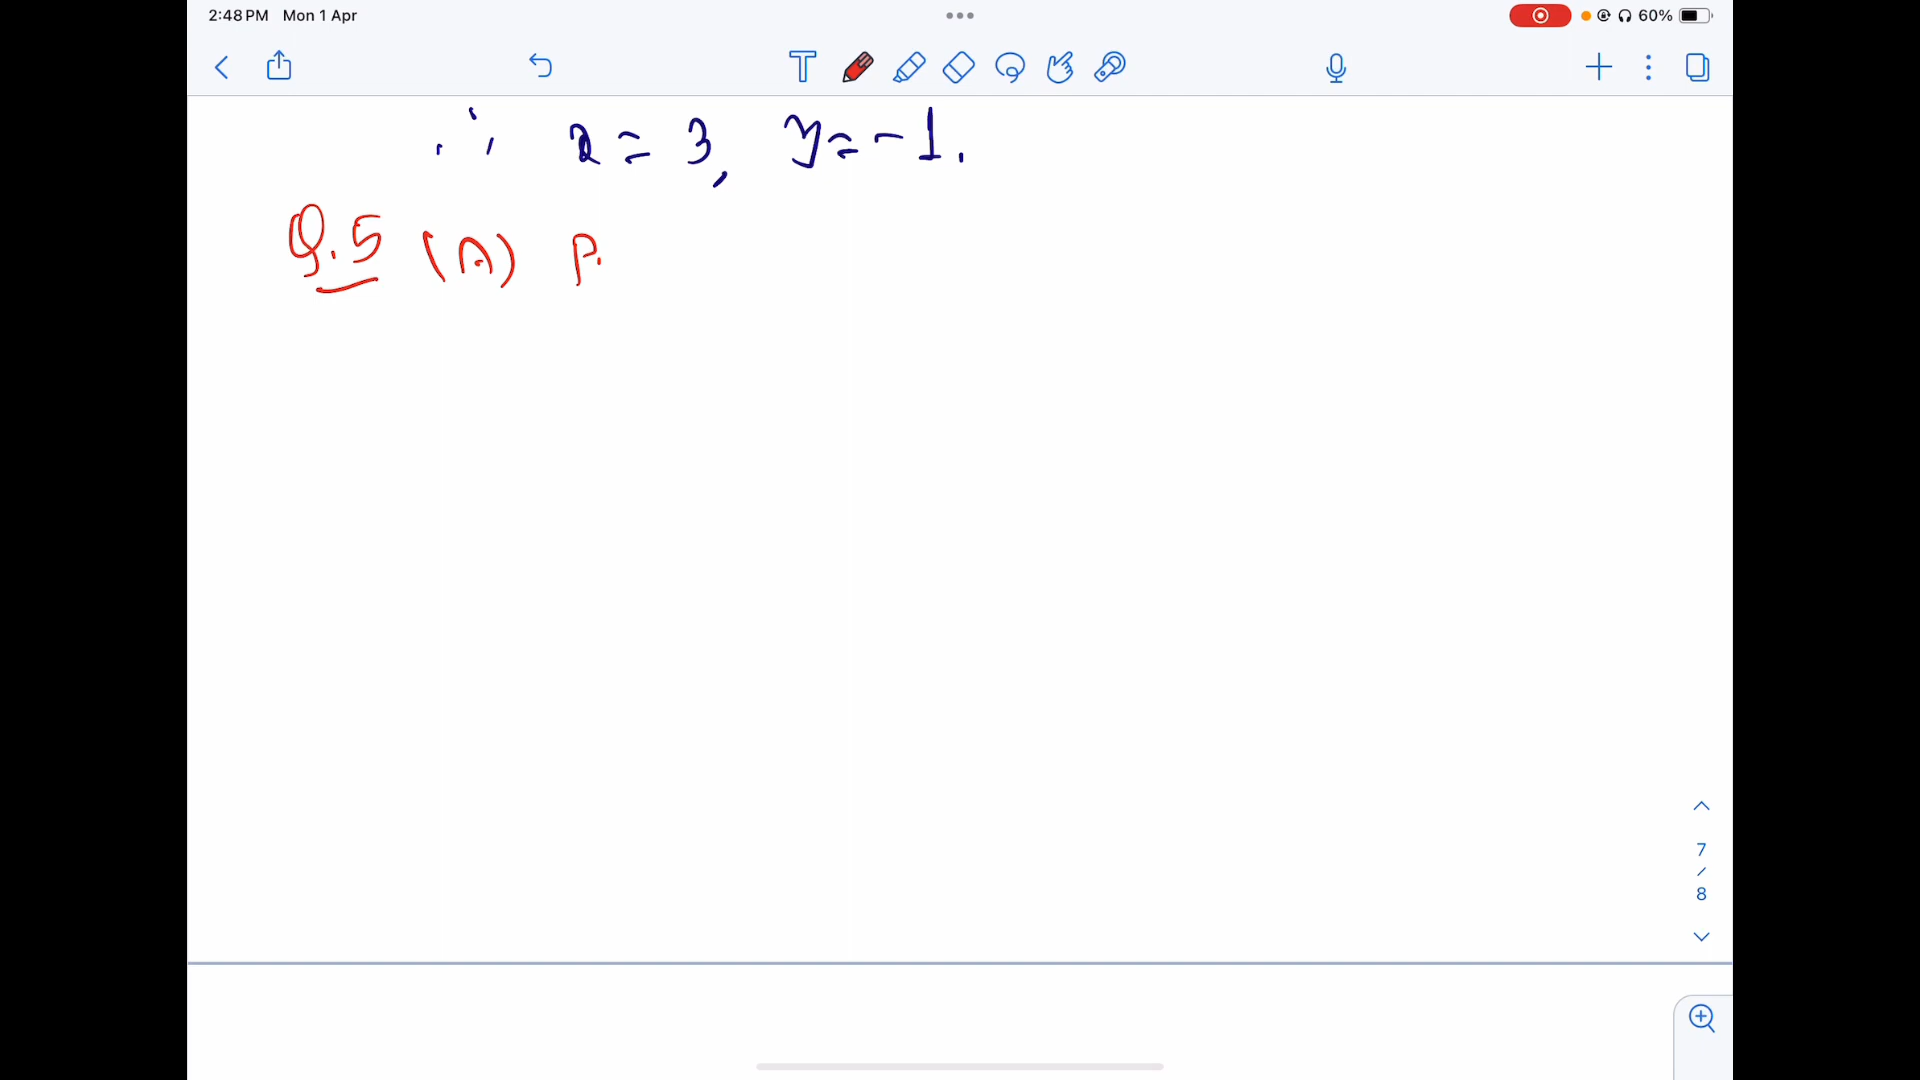 2:48 PM Mon 1 Apr
60%
∴ x = 3, y = -1.
Q.5 (A) P.
7
/
8